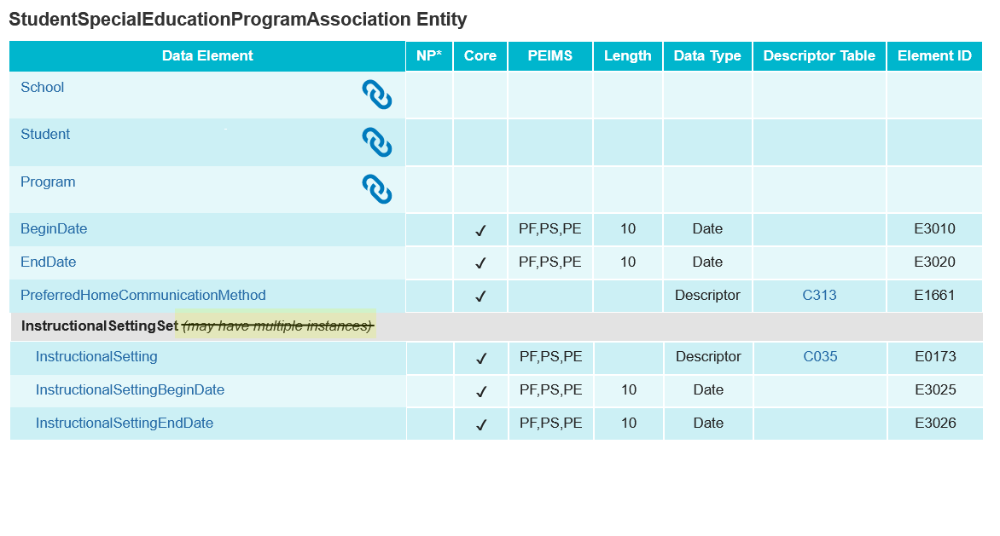 StudentSpecialEducationProgramAssociation Entity
Data Element NP* Core PEIMS Length Data Type Descriptor Table Element ID
School
Student
Program
BeginDate ✓ PF,PS,PE 10 Date E3010
EndDate ✓ PF,PS,PE 10 Date E3020
PreferredHomeCommunicationMethod ✓ Descriptor C313 E1661
InstructionalSettingSet (may have multiple instances)
InstructionalSetting ✓ PF,PS,PE Descriptor C035 E0173
InstructionalSettingBeginDate ✓ PF,PS,PE 10 Date E3025
InstructionalSettingEndDate ✓ PF,PS,PE 10 Date E3026